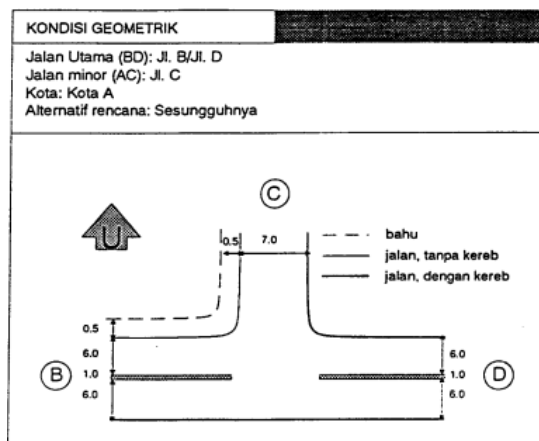 KONDISI GEOMETRIK
Jalan Utama (BD): Jl. B/Jl. D
Jalan minor (AC): Jl. C
Kota: Kota A
Alternatif rencana: Sesungguhnya
C
U
0.5 7.0
bahu
jalan, tanpa kereb
jalan, dengan kereb
0.5
6.0 6.0
B 1.0 1.0 D
6.0 6.0